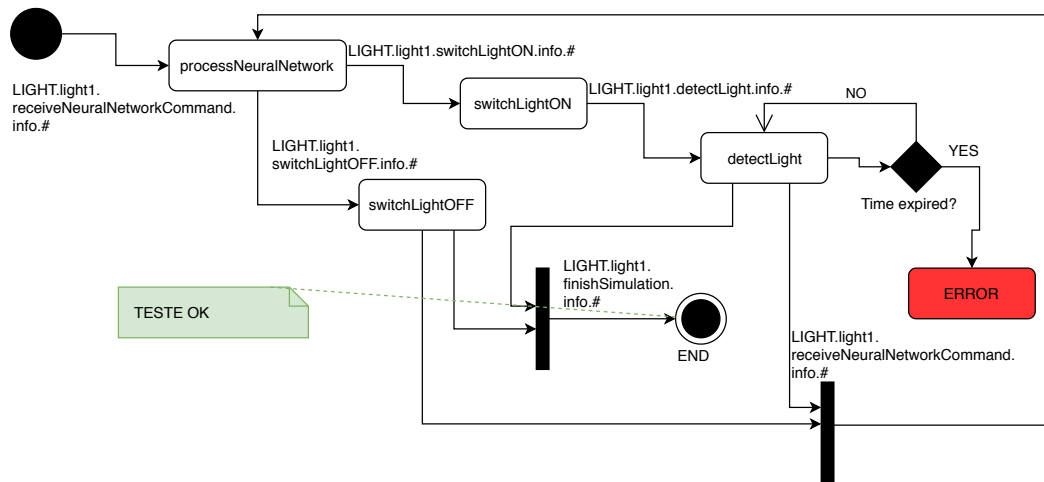 LIGHT.light1.
receiveNeuralNetworkCommand.
info.#
processNeuralNetwork
LIGHT.light1.switchLightON.info.#
switchLightON
LIGHT.light1.detectLight.info.#
NO
detectLight
YES
Time expired?
ERROR
LIGHT.light1.
switchLightOFF.info.#
switchLightOFF
TESTE OK
LIGHT.light1.
finishSimulation.
info.#
END
LIGHT.light1.
receiveNeuralNetworkCommand.
info.#